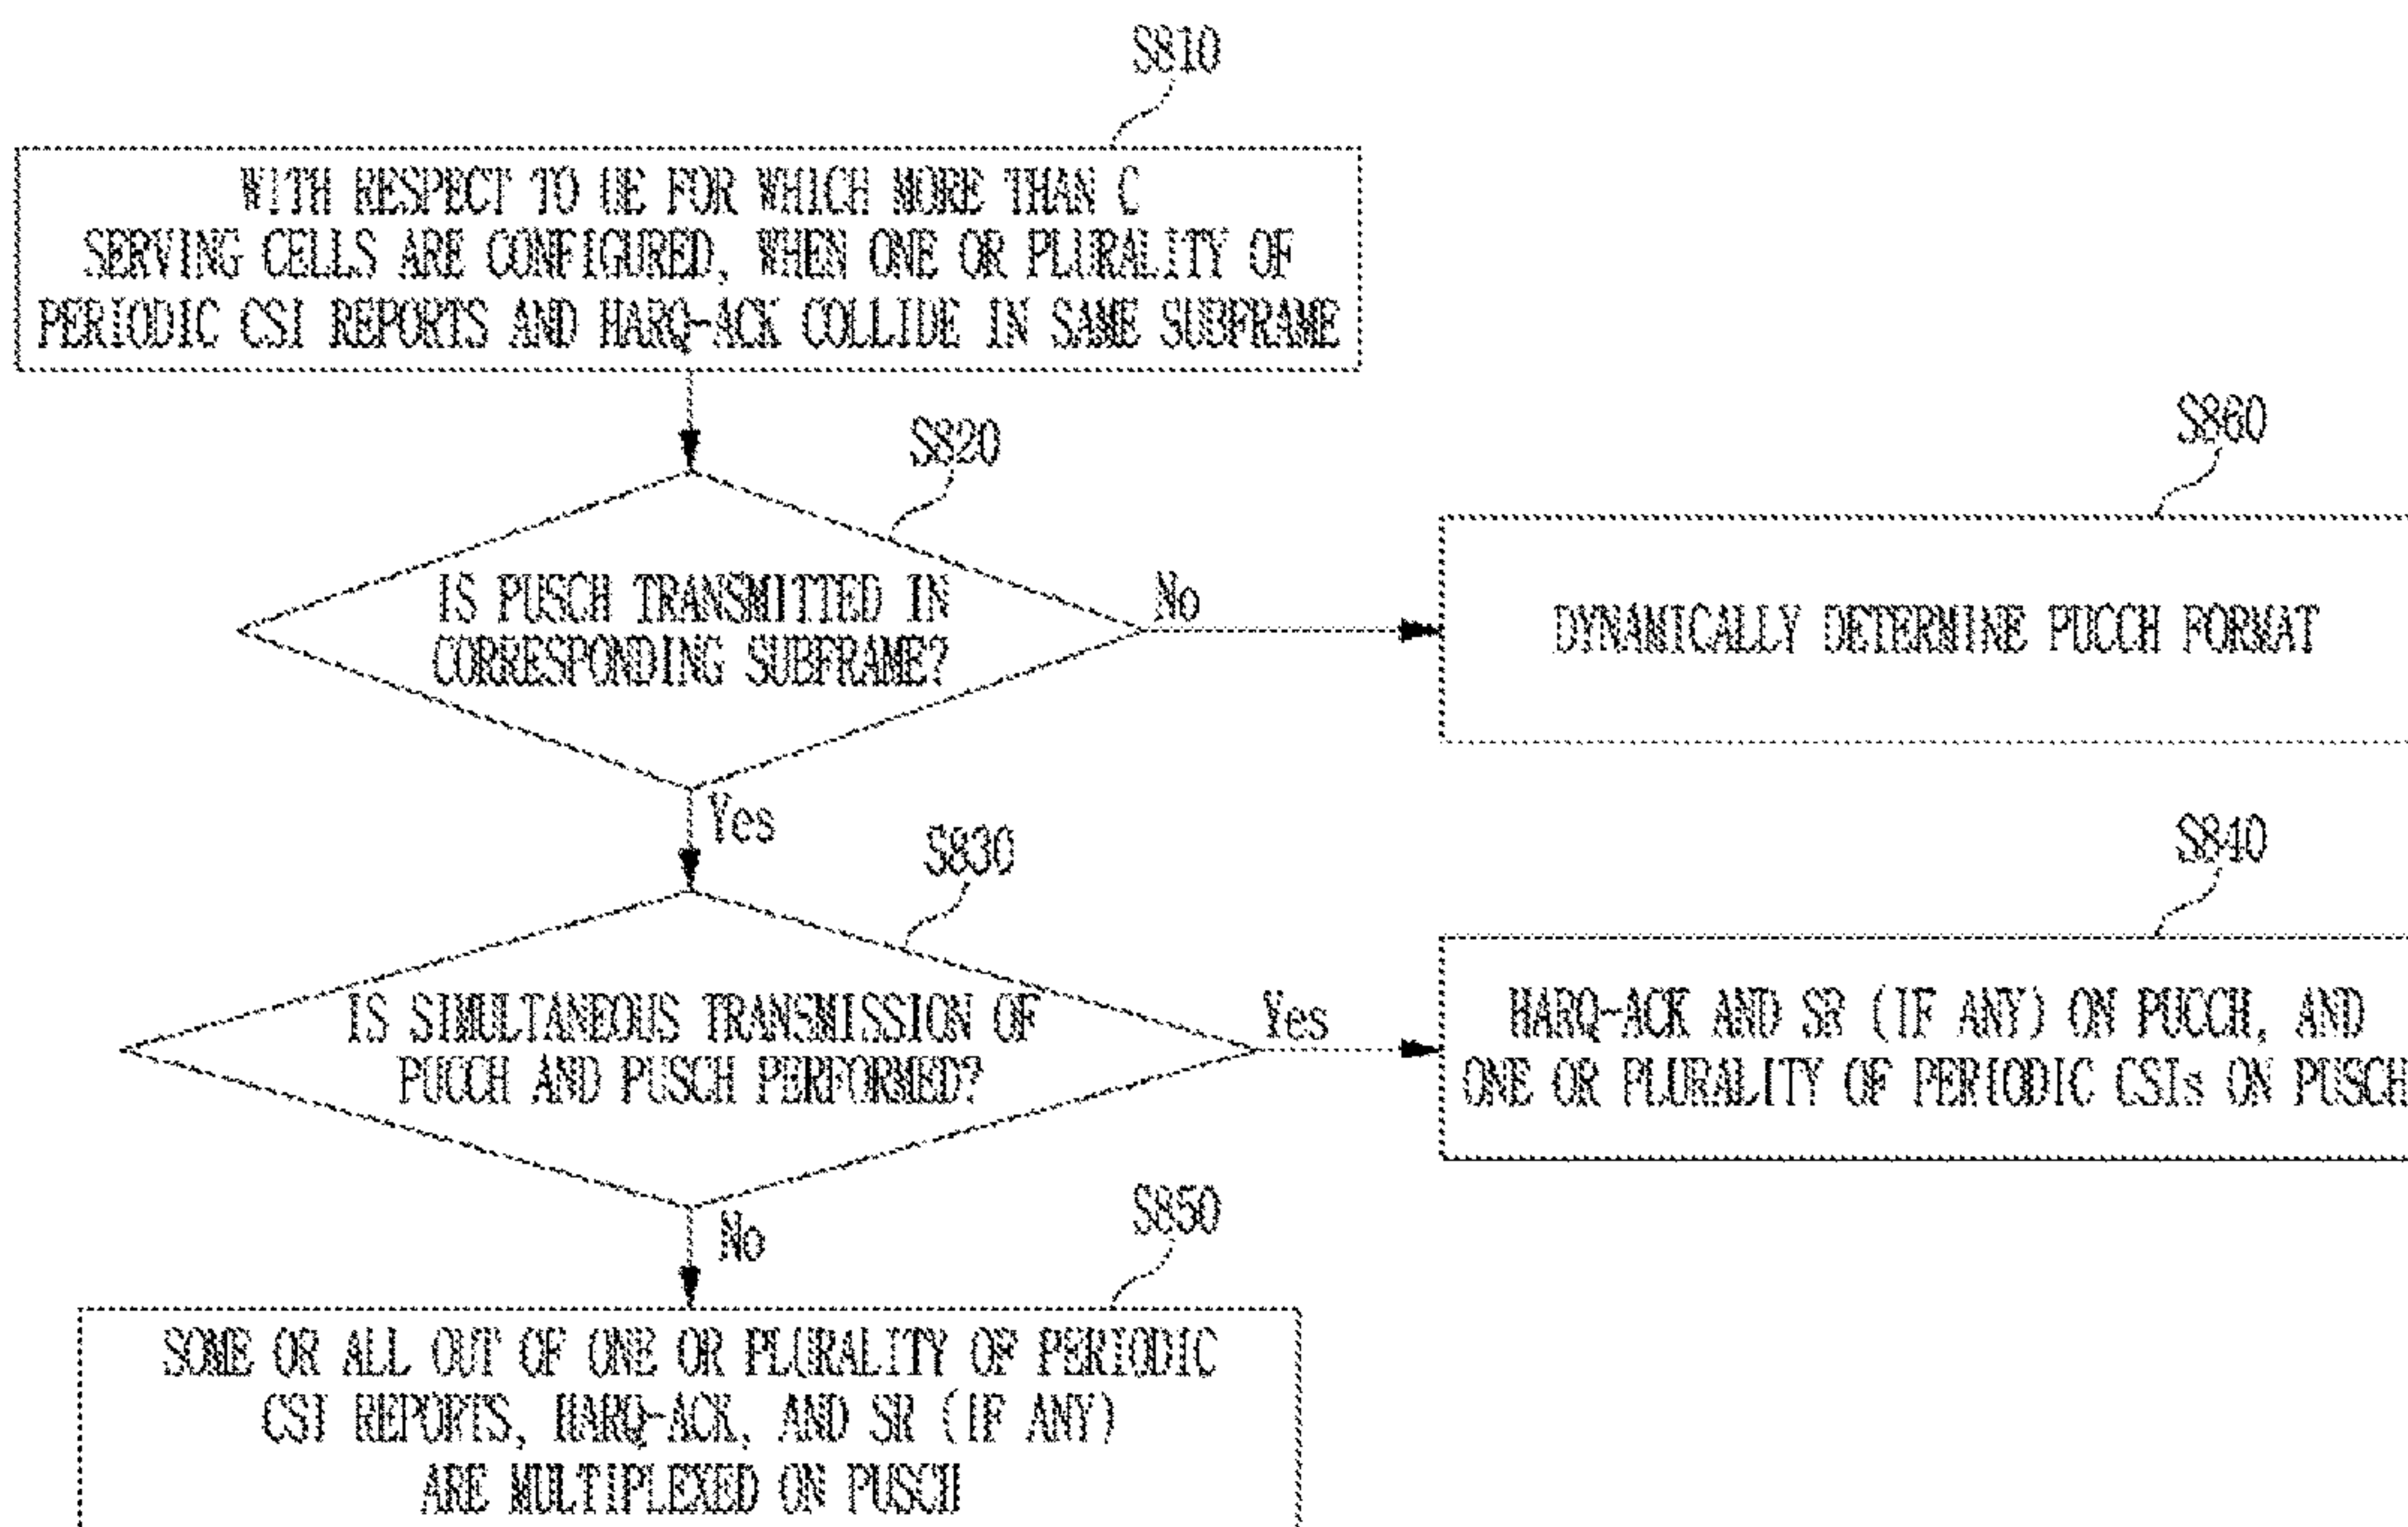 S810
WITH RESPECT TO UE FOR WHICH MORE THAN C
SERVING CELLS ARE CONFIGURED, WHEN ONE OR PLURALITY OF
PERIODIC CSI REPORTS AND HARQ-ACK COLLIDE IN SAME SUBFRAME
S820
IS PUSCH TRANSMITTED IN
CORRESPONDING SUBFRAME?
No
S860
DYNAMICALLY DETERMINE PUCCH FORMAT
Yes
S830
IS SIMULTANEOUS TRANSMISSION OF
PUCCH AND PUSCH PERFORMED?
Yes
S840
HARQ-ACK AND SR (IF ANY) ON PUCCH, AND
ONE OR PLURALITY OF PERIODIC CSIs ON PUSCH
No
S850
SOME OR ALL OUT OF ONE OR PLURALITY OF PERIODIC
CSI REPORTS, HARQ-ACK, AND SR (IF ANY)
ARE MULTIPLEXED ON PUSCH